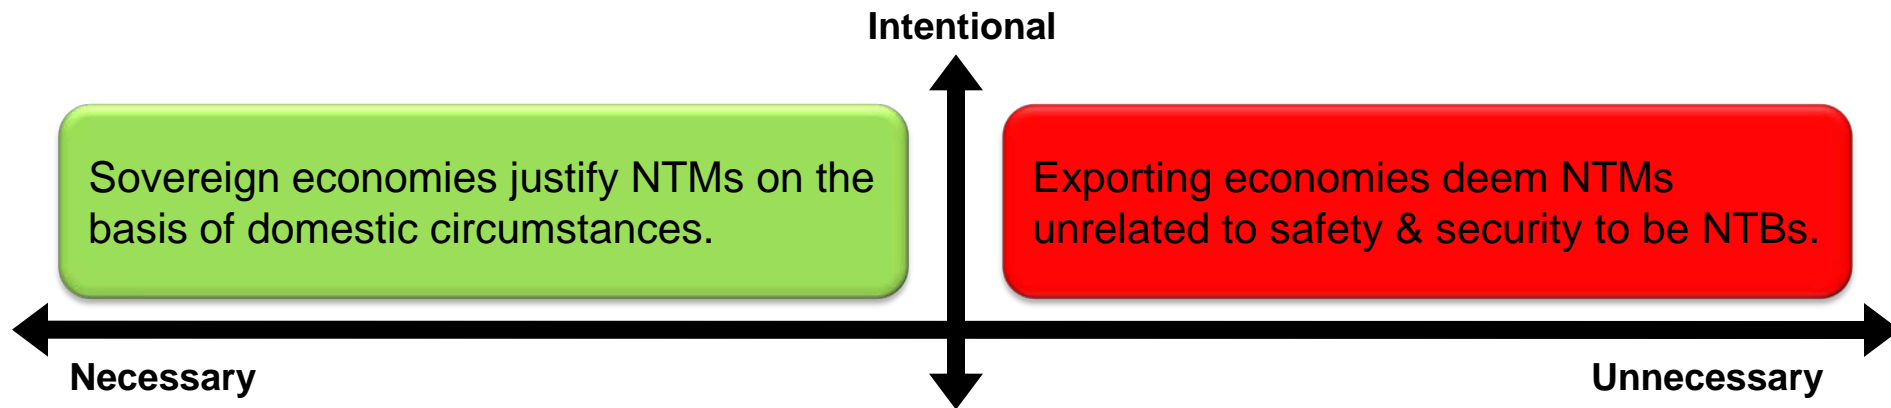 Intentional
Sovereign economies justify NTMs on the
basis of domestic circumstances.
Exporting economies deem NTMs
unrelated to safety & security to be NTBs.
Necessary
Unnecessary